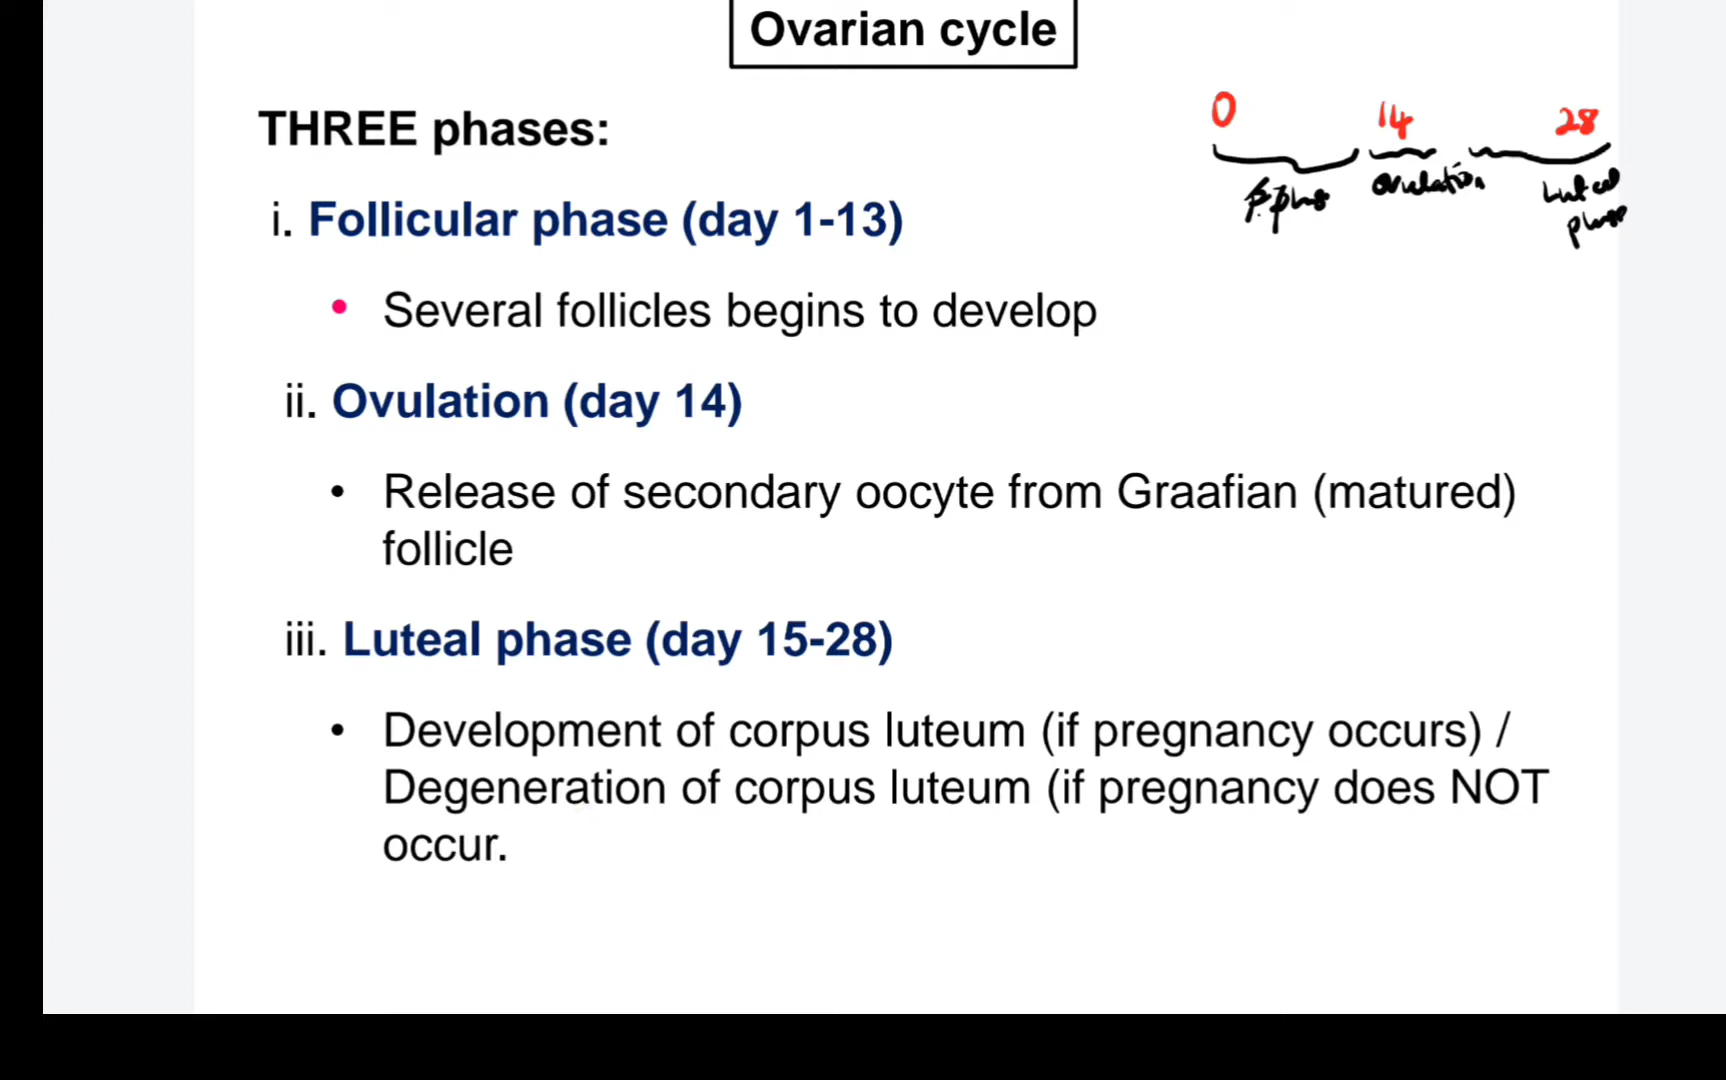 Ovarian cycle
THREE phases:
0 14 28
ovulation
Luteal
phase
i. Follicular phase (day 1-13)
• Several follicles begins to develop
ii. Ovulation (day 14)
• Release of secondary oocyte from Graafian (matured)
follicle
iii. Luteal phase (day 15-28)
• Development of corpus luteum (if pregnancy occurs) /
Degeneration of corpus luteum (if pregnancy does NOT
occur.